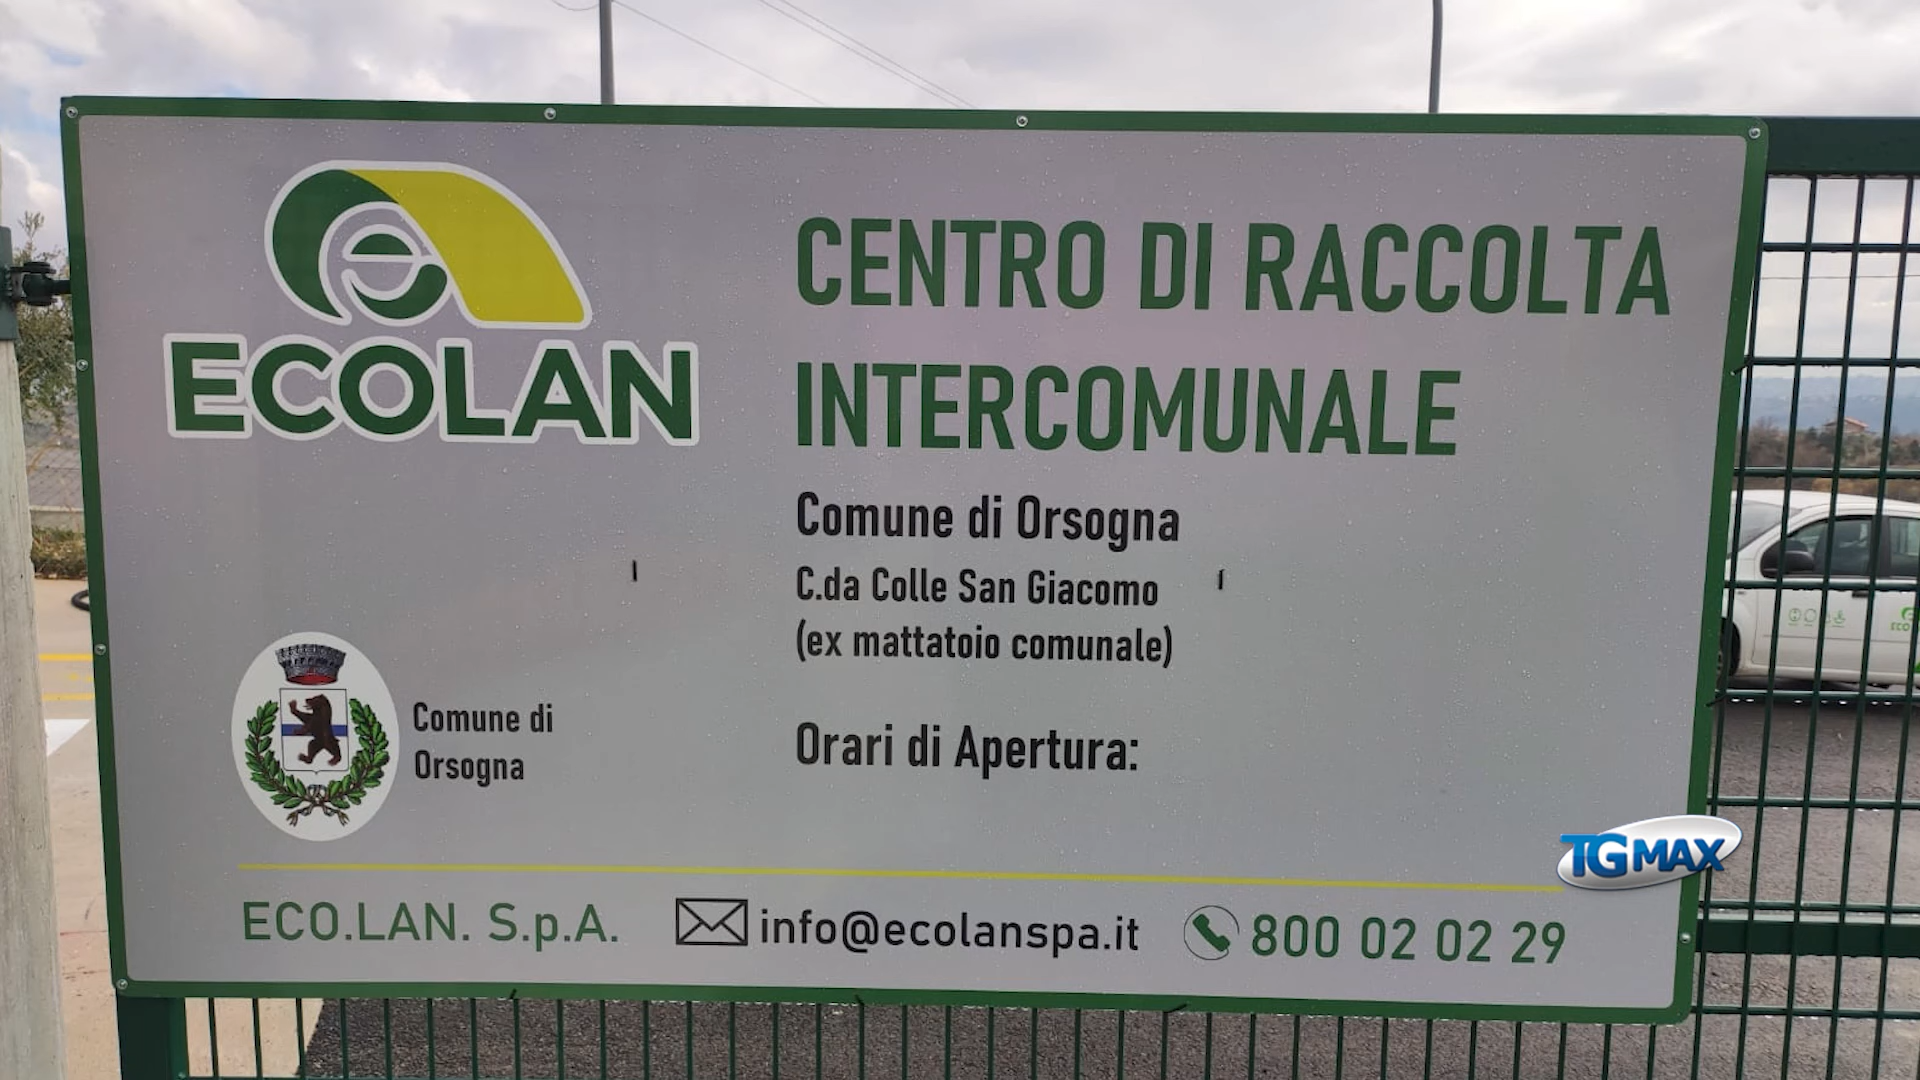 ECOLAN
CENTRO DI RACCOLTA
INTERCOMUNALE
Comune di Orsogna
C.da Colle San Giacomo
(ex mattatoio comunale)
Orari di Apertura:
Comune di
Orsogna
ECO.LAN. S.p.A.
info@ecolanspa.it
800 02 02 29
TGMAX